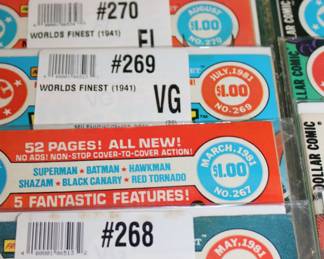 #270
WORLDS FINEST (1941)
AUGUST
$1.00
NO. 270
#269
WORLDS FINEST (1941)
VG
JULY, 1981
$1.00
NO. 269
DOLLAR COMIC
52 PAGES! ALL NEW!
NO ADS! NON-STOP COVER-TO-COVER ACTION!
SUPERMAN ★ BATMAN ★ HAWKMAN
SHAZAM ★ BLACK CANARY ★ RED TORNADO
5 FANTASTIC FEATURES!
MARCH, 1981
$1.00
NO. 267
DOLLAR COMIC
#268
MAY, 1981